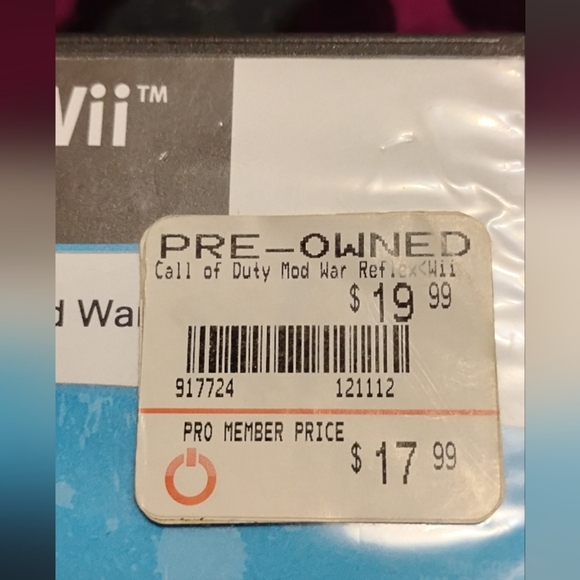 Wii™
d War
PRE-OWNED
Call of Duty Mod War Reflex<Wii
$ 19 99
917724 121112
PRO MEMBER PRICE
$ 17 99